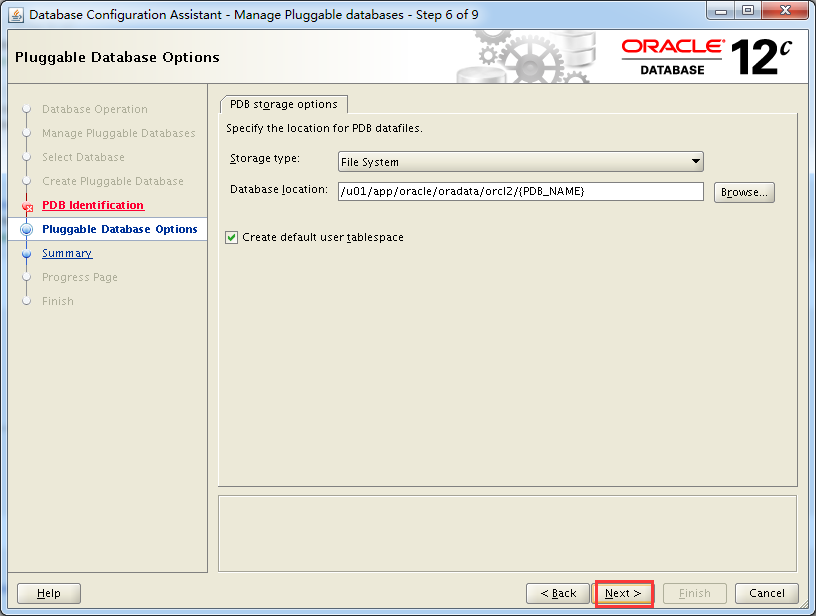 Database Configuration Assistant - Manage Pluggable databases - Step 6 of 9
Pluggable Database Options
ORACLE®
DATABASE
12c
Database Operation
Manage Pluggable Databases
Select Database
Create Pluggable Database
PDB Identification
Pluggable Database Options
Summary
Progress Page
Finish
PDB storage options
Specify the location for PDB datafiles.
Storage type: File System
Database location: /u01/app/oracle/oradata/orcl2/{PDB_NAME} Browse...
Create default user tablespace
Help < Back Next > Finish Cancel